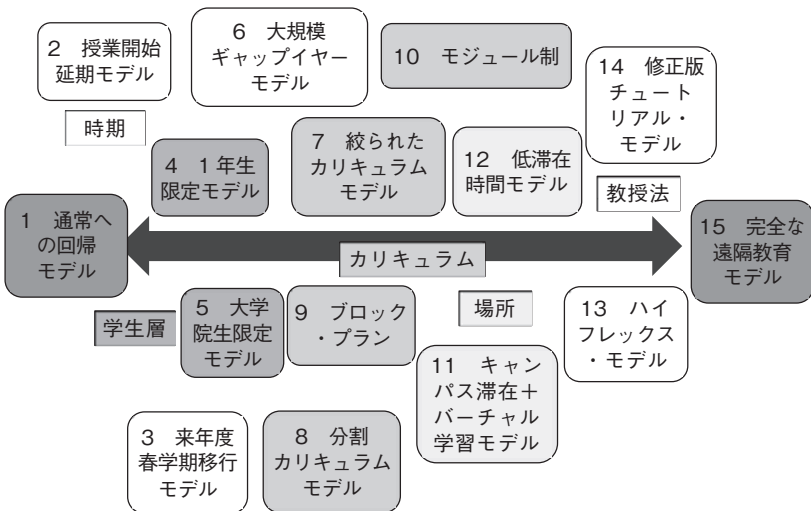 6 大規模
ギャップイヤー
モデル
2 授業開始
延期モデル
10 モジュール制
14 修正版
チュート
リアル・
モデル
時期
7 絞られた
カリキュラム
モデル
4 1年生
限定モデル
12 低滞在
時間モデル
教授法
1 通常へ
の回帰
モデル
15 完全な
遠隔教育
モデル
カリキュラム
学生層
5 大学
院生限定
モデル
9 ブロック
・プラン
場所
13 ハイ
フレックス
・モデル
11 キャン
パス滞在+
バーチャル
学習モデル
3 来年度
春学期移行
モデル
8 分割
カリキュラム
モデル